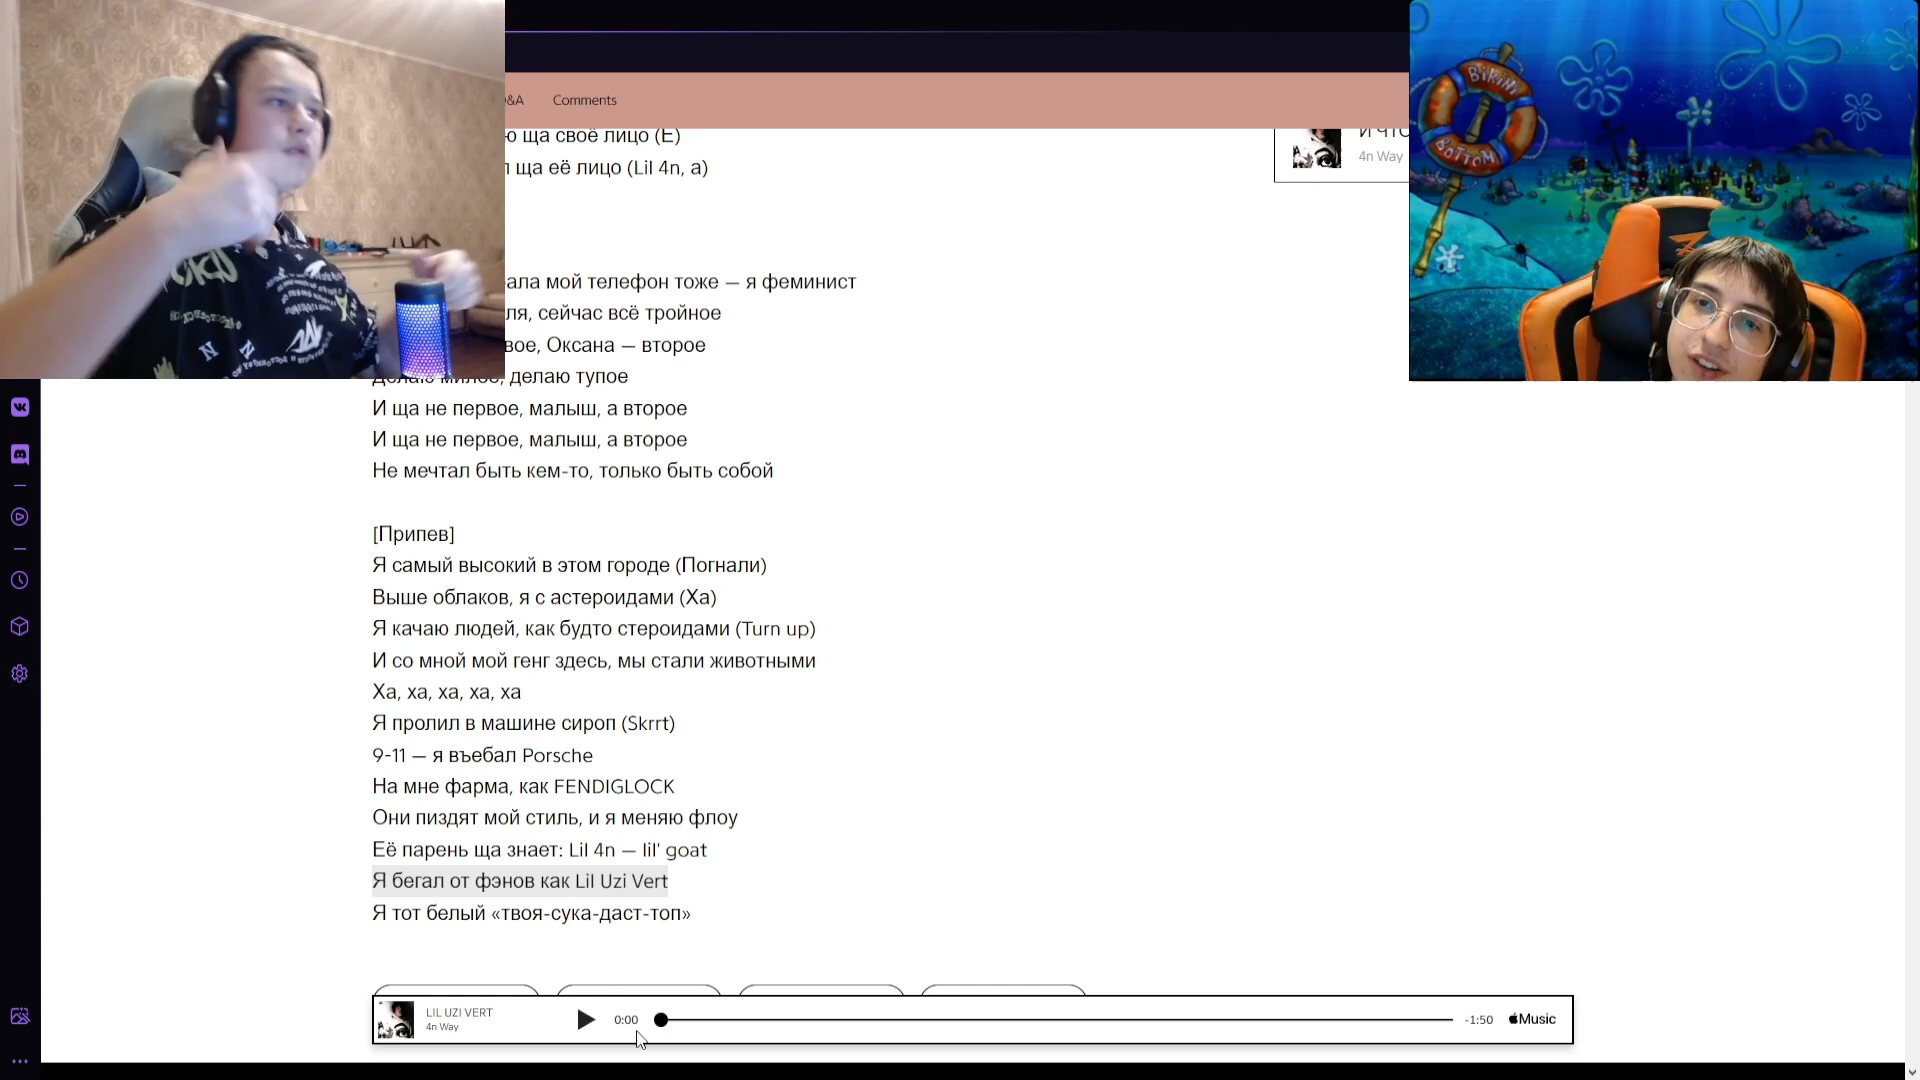 Comments
ща своё лицо (Е)
ща её лицо (Lil 4n, а)
И ЧТО
4n Way
BIKINI
BOTTOM
мой телефон тоже — я феминист
сейчас всё тройное
Оксана — второе
делаю тупое
И ща не первое, малыш, а второе
И ща не первое, малыш, а второе
Не мечтал быть кем-то, только быть собой
[Припев]
Я самый высокий в этом городе (Погнали)
Выше облаков, я с астероидами (Ха)
Я качаю людей, как будто стероидами (Turn up)
И со мной мой генг здесь, мы стали животными
Ха, ха, ха, ха, ха
Я пролил в машине сироп (Skrrt)
9-11 — я въебал Porsche
На мне фарма, как FENDIGLOCK
Они пиздят мой стиль, и я меняю флоу
Её парень ща знает: Lil 4n — lil' goat
Я бегал от фэнов как Lil Uzi Vert
Я тот белый «твоя-сука-даст-топ»
LIL UZI VERT
4n Way
0:00
-1:50
Music